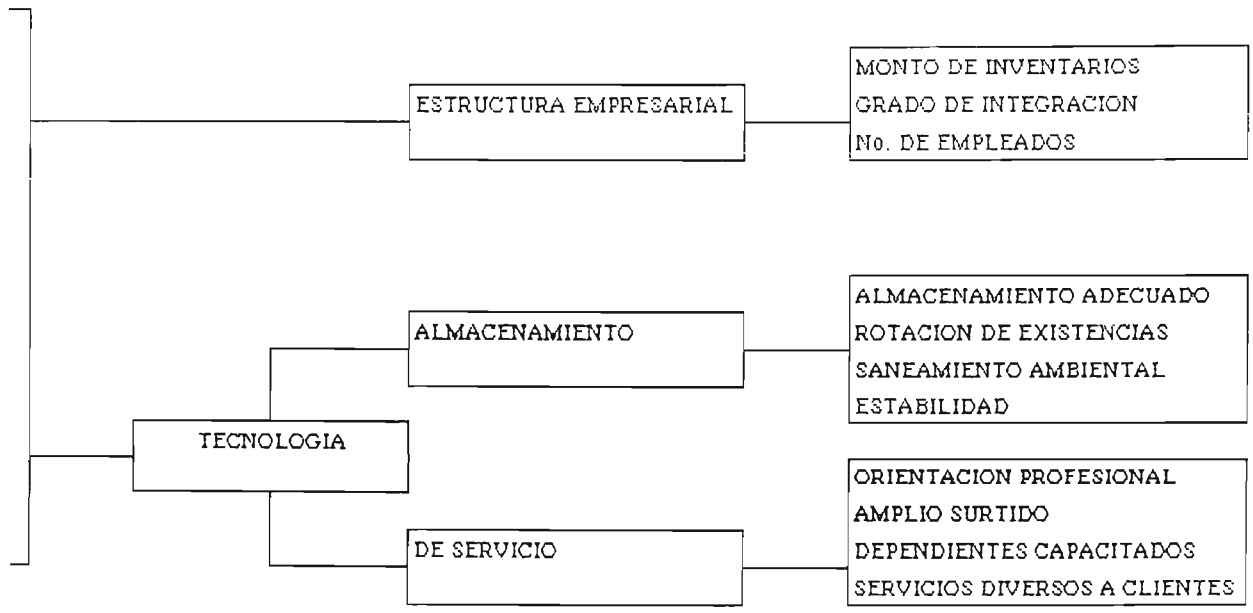 ESTRUCTURA EMPRESARIAL
MONTO DE INVENTARIOS
GRADO DE INTEGRACION
No. DE EMPLEADOS
TECNOLOGIA
ALMACENAMIENTO
ALMACENAMIENTO ADECUADO
ROTACION DE EXISTENCIAS
SANEAMIENTO AMBIENTAL
ESTABILIDAD
DE SERVICIO
ORIENTACION PROFESIONAL
AMPLIO SURTIDO
DEPENDIENTES CAPACITADOS
SERVICIOS DIVERSOS A CLIENTES